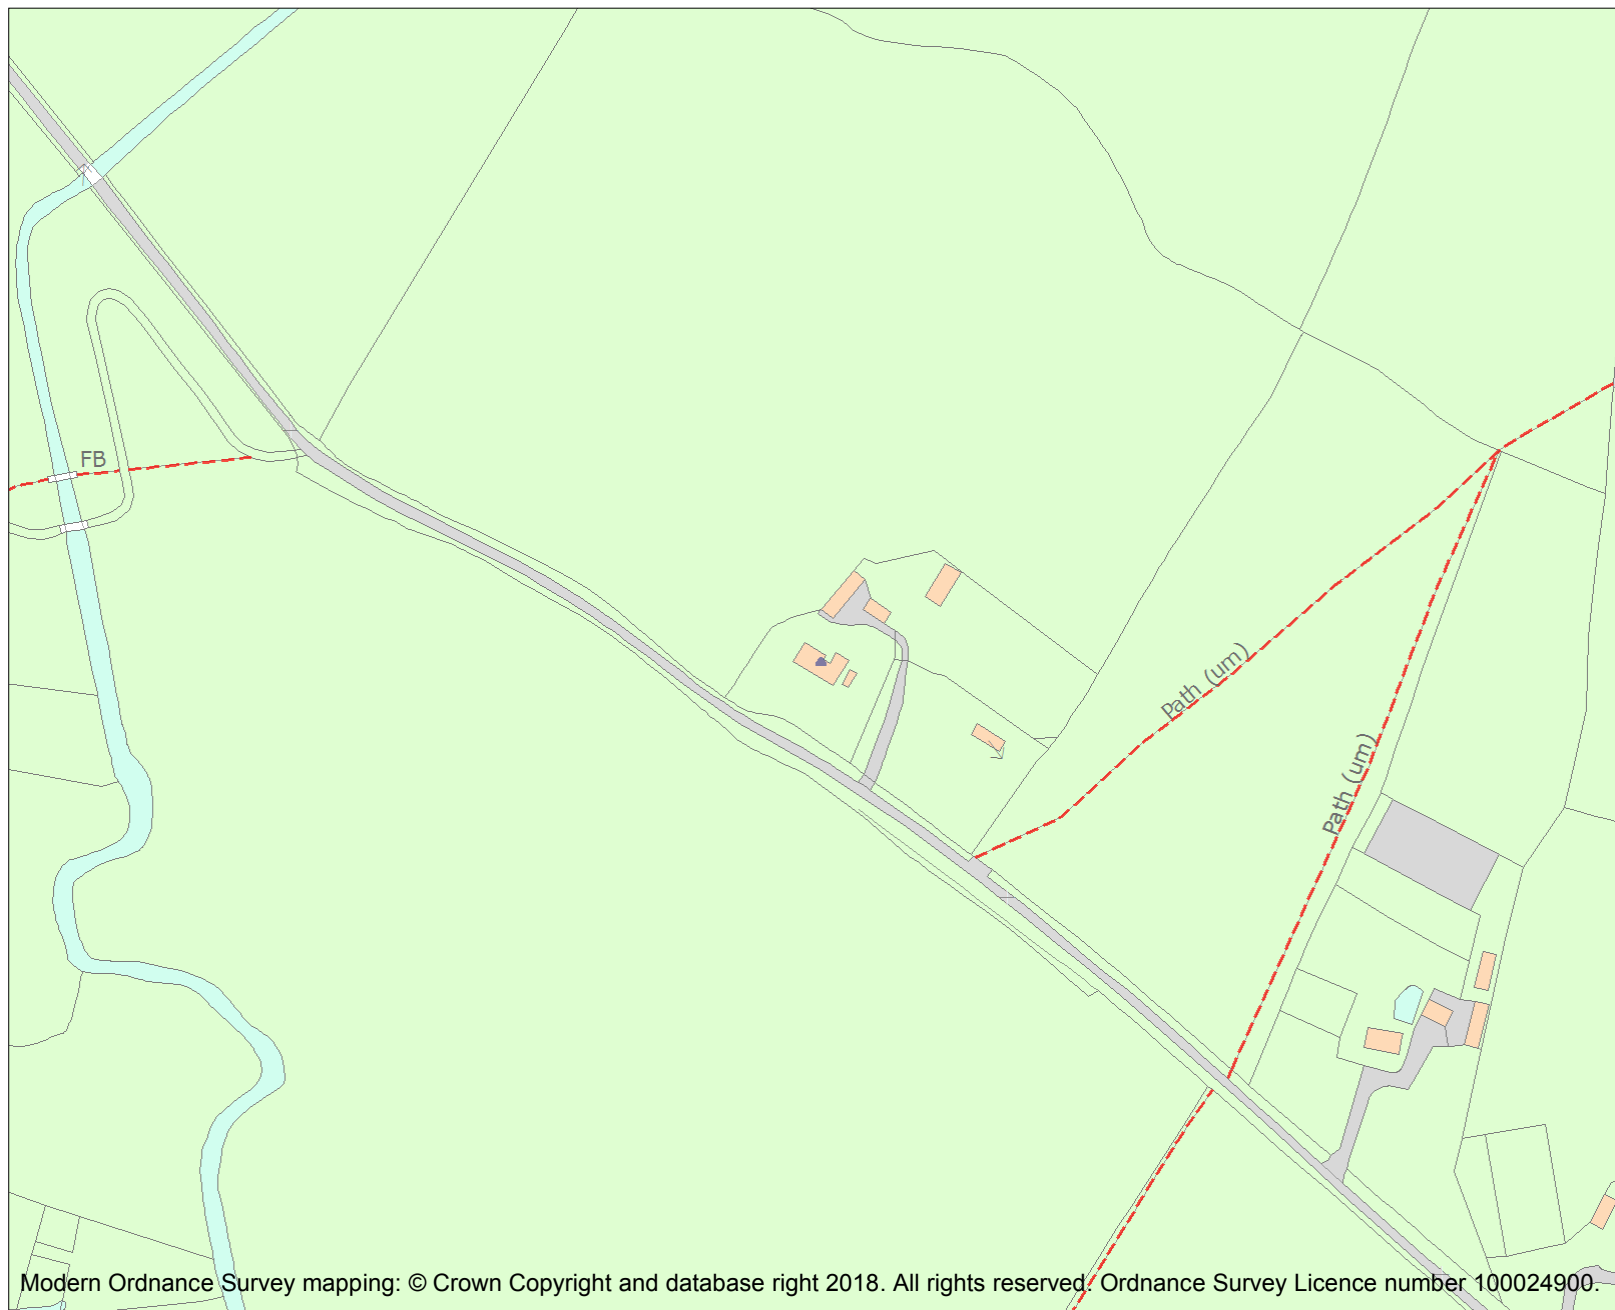 FB
Path (um)
Path (um)
Modern Ordnance Survey mapping: © Crown Copyright and database right 2018. All rights reserved. Ordnance Survey Licence number 100024900.